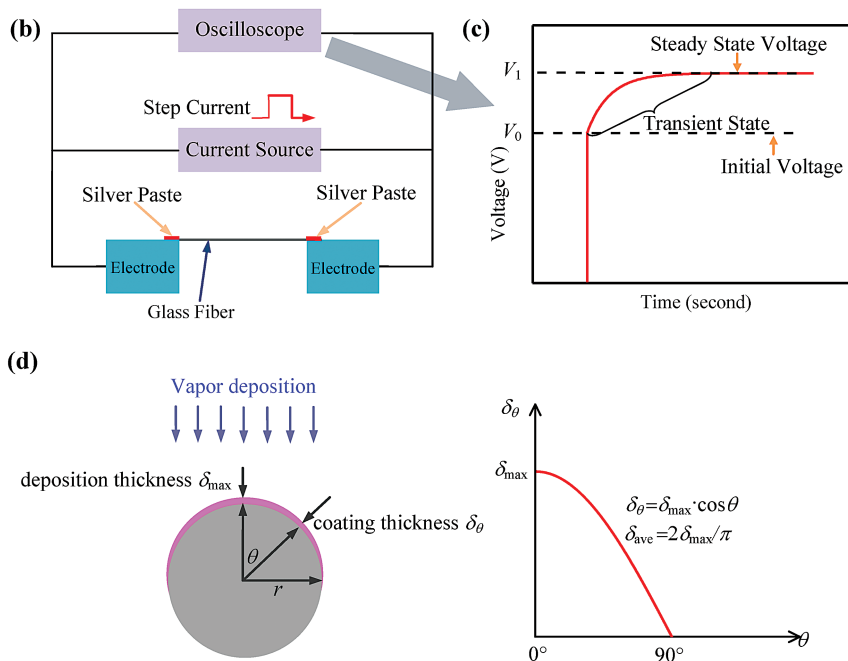 (b)
Oscilloscope
Step Current
Current Source
Silver Paste
Silver Paste
Electrode
Electrode
Glass Fiber
(c)
Steady State Voltage
V₁
Transient State
V₀
Initial Voltage
Voltage (V)
Time (second)
(d)
Vapor deposition
deposition thickness δmax
coating thickness δθ
θ
r
δθ
δmax
δθ=δmax·cosθ
δave=2δmax/π
θ
0°
90°